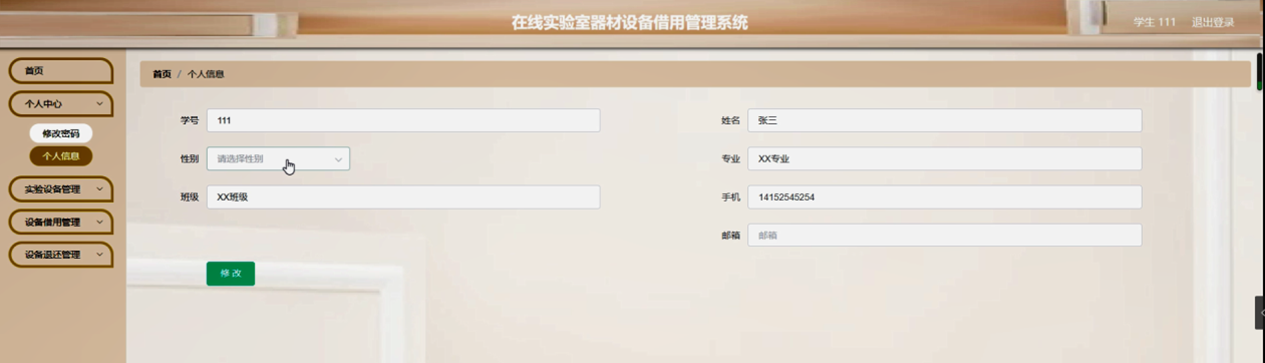 在线实验室器材设备借用管理系统
学生 111 退出登录
首页
个人中心
修改密码
个人信息
实验设备管理
设备借用管理
设备退还管理
首页 / 个人信息
学号 111
姓名 张三
性别 请选择性别
专业 XX专业
班级 XX班级
手机 14152545254
邮箱 邮箱
修改